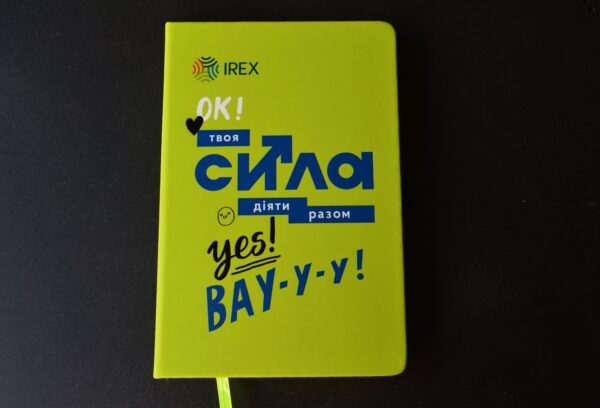 IREX
OK!
твоя
сила
діяти
разом
yes!
ВАУ-у-у!